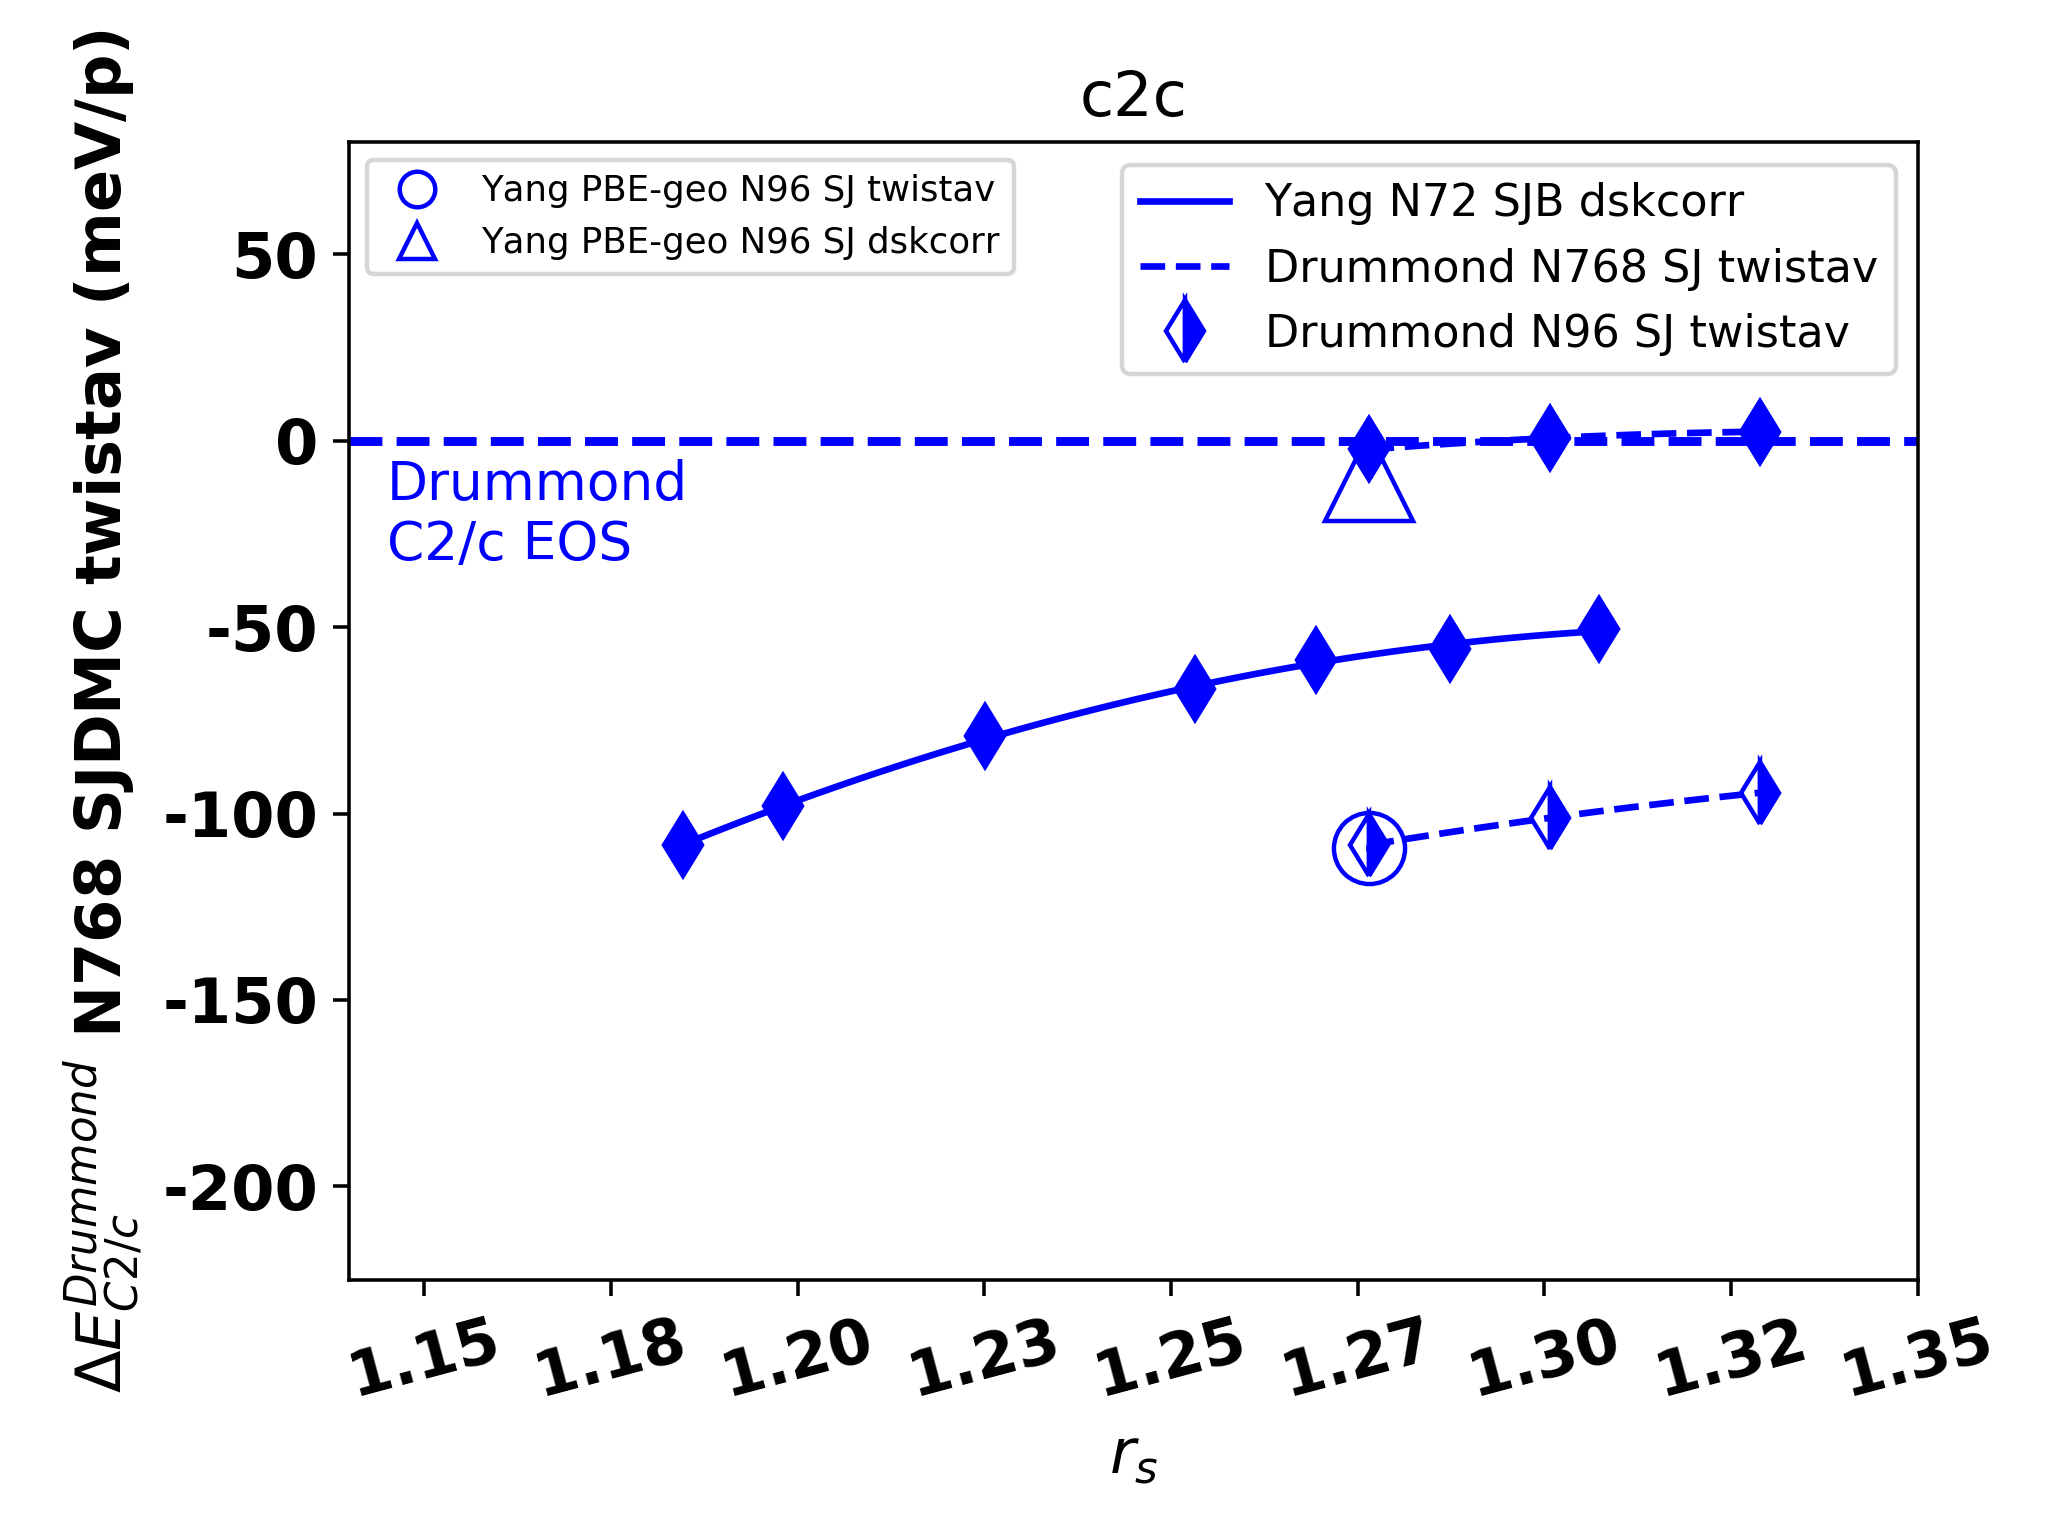 c2c
Yang PBE-geo N96 SJ twistav
Yang PBE-geo N96 SJ dskcorr
Yang N72 SJB dskcorr
Drummond N768 SJ twistav
Drummond N96 SJ twistav
ΔE^{Drummond}_{C2/c} N768 SJDMC twistav (meV/p)
50
0
-50
-100
-150
-200
Drummond
C2/c EOS
1.15 1.18 1.20 1.23 1.25 1.27 1.30 1.32 1.35
r_s